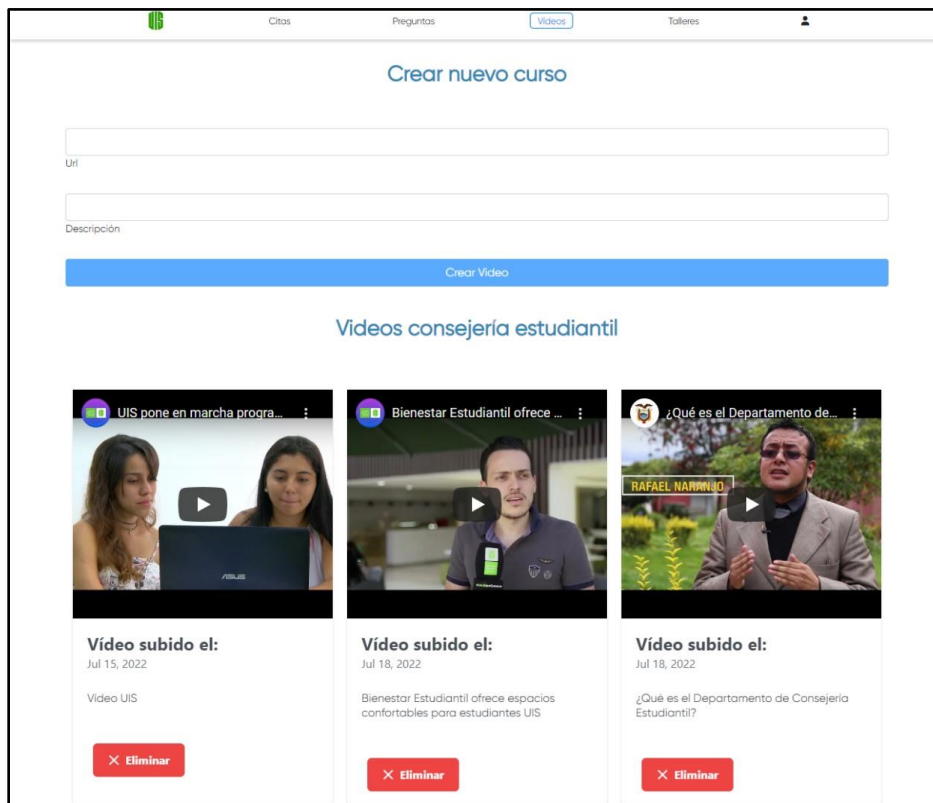 UIS
Citas
Preguntas
Videos
Talleres
Crear nuevo curso
Url
Descripción
Crear Video
Videos consejería estudiantil
UIS pone en marcha progra...
Bienestar Estudiantil ofrece ...
¿Qué es el Departamento de...
RAFAEL NARANJO
ASUS
Vídeo subido el:
Jul 15, 2022
Video UIS
Eliminar
Vídeo subido el:
Jul 18, 2022
Bienestar Estudiantil ofrece espacios
confortables para estudiantes UIS
Eliminar
Vídeo subido el:
Jul 18, 2022
¿Qué es el Departamento de Consejería
Estudiantil?
Eliminar